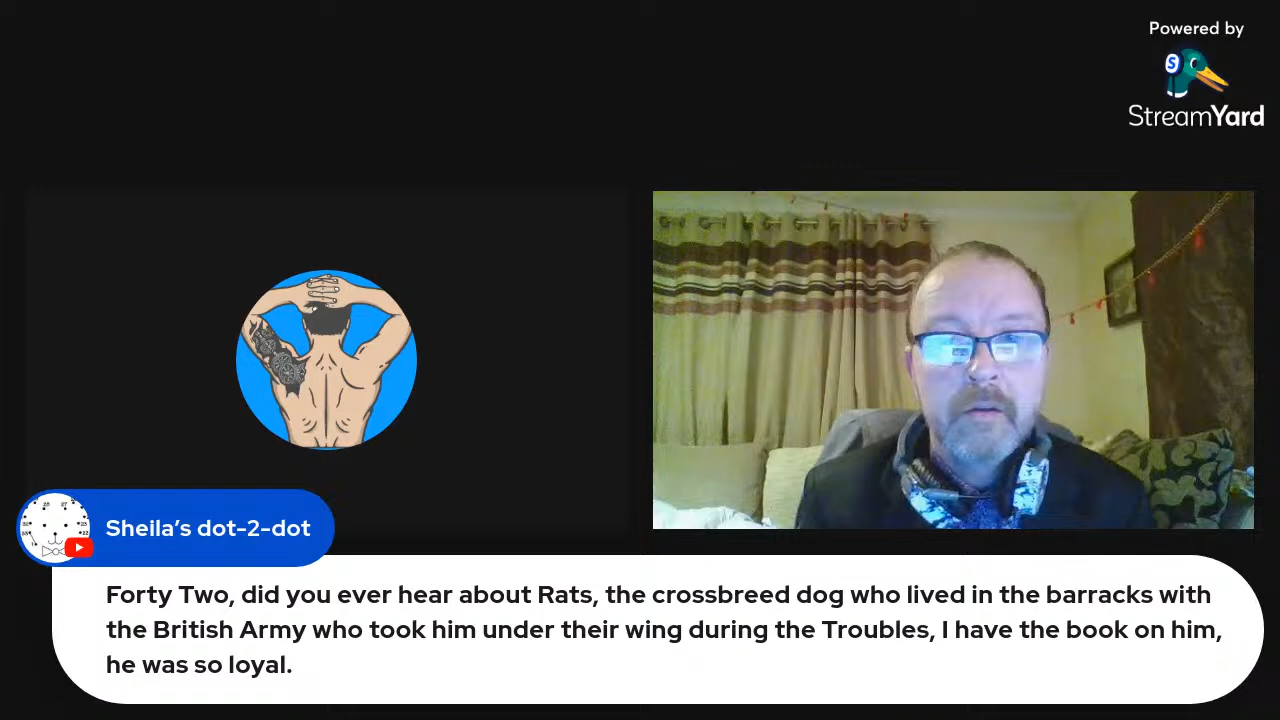 Powered by
StreamYard
Sheila's dot-2-dot
Forty Two, did you ever hear about Rats, the crossbreed dog who lived in the barracks with
the British Army who took him under their wing during the Troubles, I have the book on him,
he was so loyal.